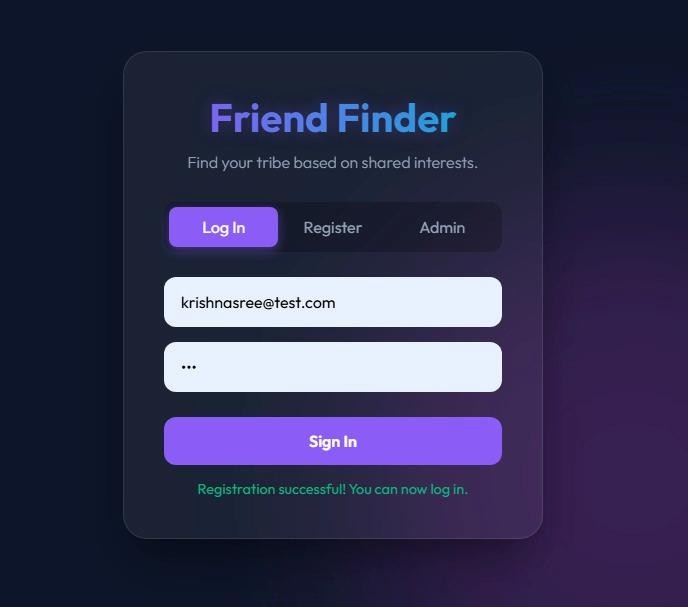 Friend Finder
Find your tribe based on shared interests.
Log In Register Admin
krishnasree@test.com
•••
Sign In
Registration successful! You can now log in.